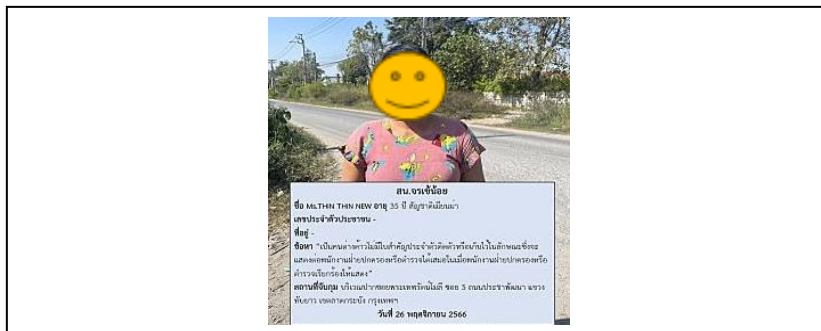 สน.จรเข้น้อย
ชื่อ Ms.THIN THIN NEW อายุ 35 ปี สัญชาติเมียนมา
เลขประจำตัวประชาชน -
ที่อยู่ -
ข้อหา "เป็นคนต่างด้าวไม่มีใบสำคัญประจำตัวติดตัวหรือเก็บไว้ในลักษณะซึ่งจะ
แสดงต่อพนักงานฝ่ายปกครองหรือตำรวจได้เสมอในเมื่อพนักงานฝ่ายปกครองหรือ
ตำรวจเรียกร้องให้แสดง"
สถานที่จับกุม บริเวณปากซอยพระเทพรัตนโมลี ซอย 5 ถนนประชาพัฒนา แขวง
ทับยาว เขตลาดกระบัง กรุงเทพฯ
วันที่ 26 พฤศจิกายน 2566